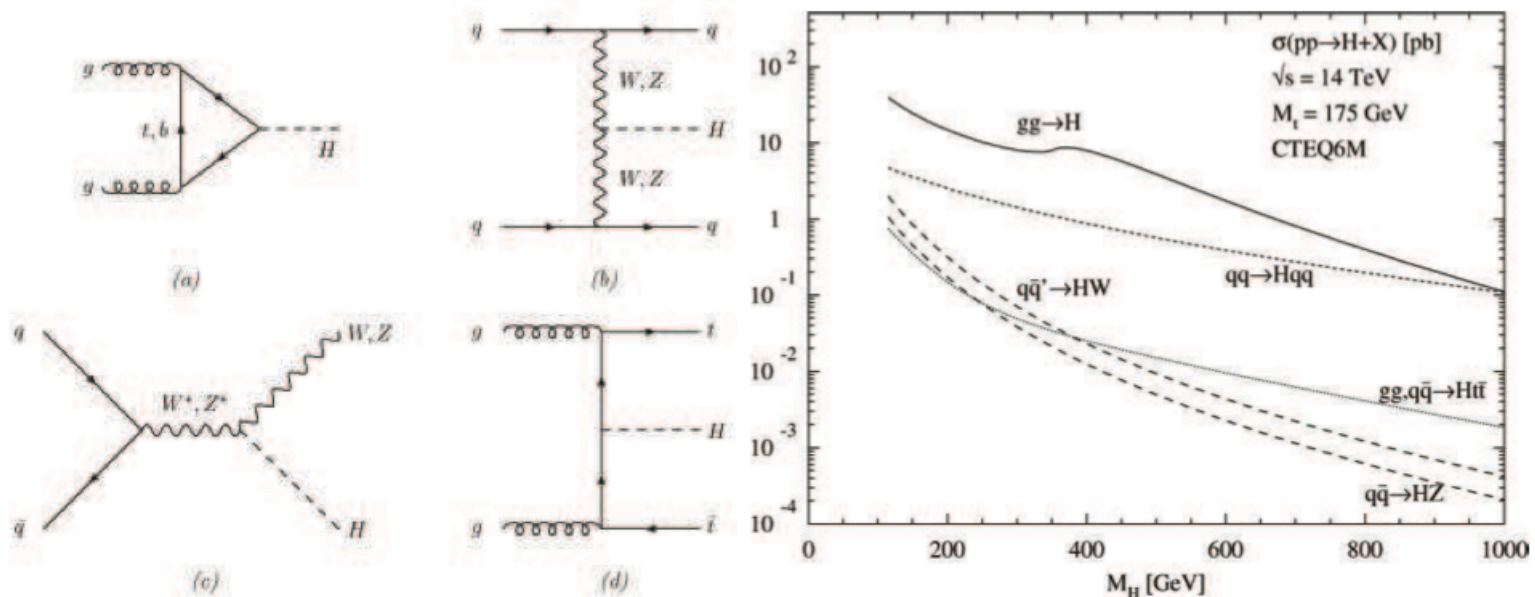 g
t, b
H
g
(a)
q
q
W, Z
H
W, Z
q
q
(b)
q
W, Z
W*, Z*
q̄
H
(c)
g
t
H
g
t̄
(d)
σ(pp→H+X) [pb]
√s = 14 TeV
Mt = 175 GeV
CTEQ6M
gg→H
qq→Hqq
qq̄'→HW
gg,qq̄→Htt̄
qq̄→HZ
10²
10
1
10⁻¹
10⁻²
10⁻³
10⁻⁴
0 200 400 600 800 1000
M_H [GeV]